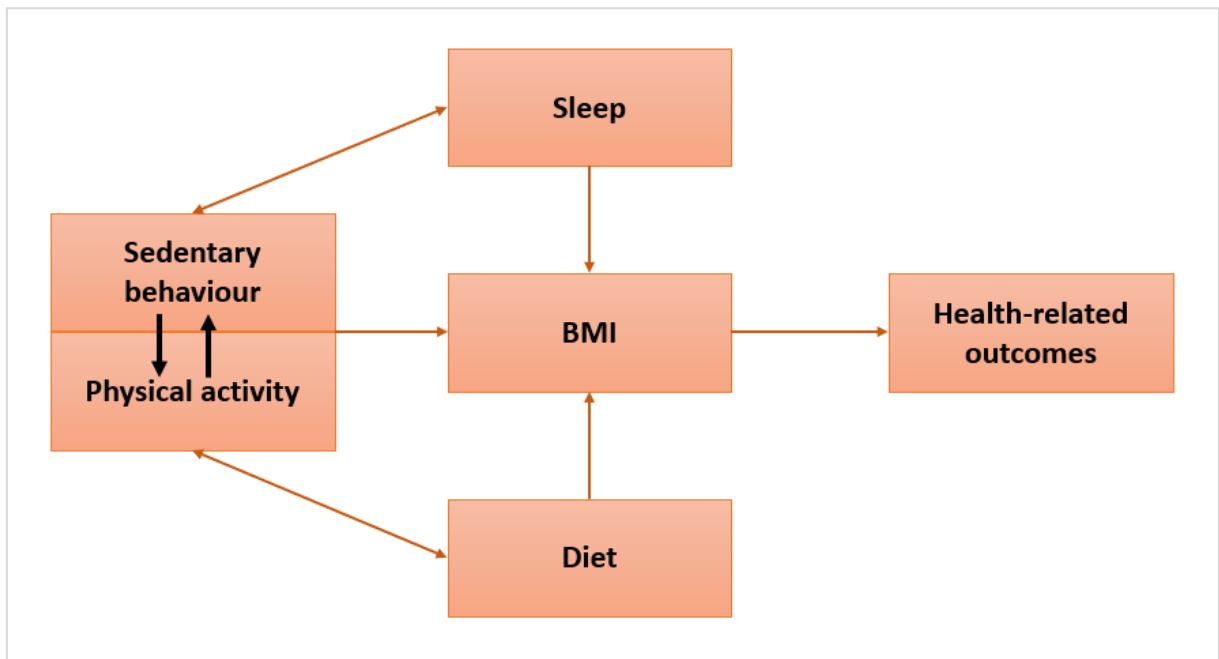 Sleep
Sedentary
behaviour
Physical activity
BMI
Health-related
outcomes
Diet